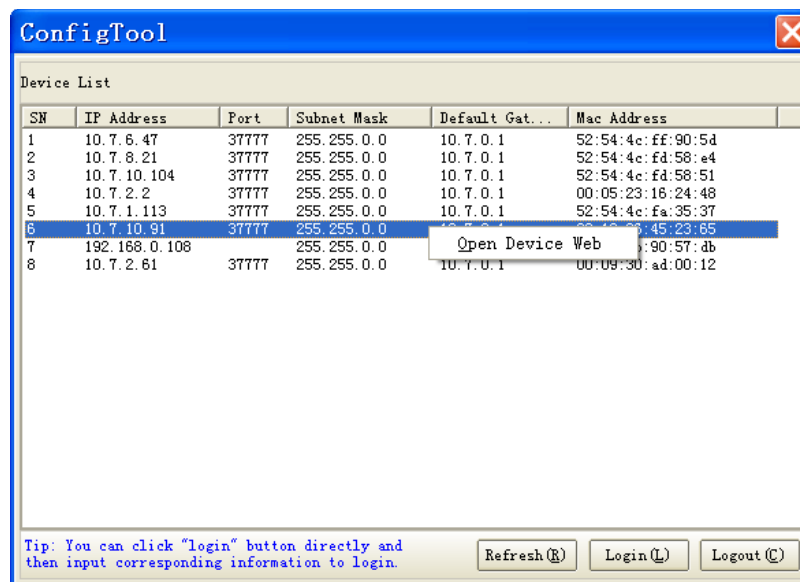 ConfigTool
Device List
SN IP Address Port Subnet Mask Default Gat... Mac Address
1 10.7.6.47 37777 255.255.0.0 10.7.0.1 52:54:4c:ff:90:5d
2 10.7.8.21 37777 255.255.0.0 10.7.0.1 52:54:4c:fd:58:e4
3 10.7.10.104 37777 255.255.0.0 10.7.0.1 52:54:4c:fd:58:51
4 10.7.2.2 37777 255.255.0.0 10.7.0.1 00:05:23:16:24:48
5 10.7.1.113 37777 255.255.0.0 10.7.0.1 52:54:4c:fa:35:37
6 10.7.10.91 37777 255.255.0.0 :45:23:65
Open Device Web
7 192.168.0.108 255.255.0.0 :90:57:db
8 10.7.2.61 37777 255.255.0.0 10.7.0.1 00:09:30:ad:00:12
Tip: You can click "login" button directly and
then input corresponding information to login.
Refresh(R) Login(L) Logout(C)